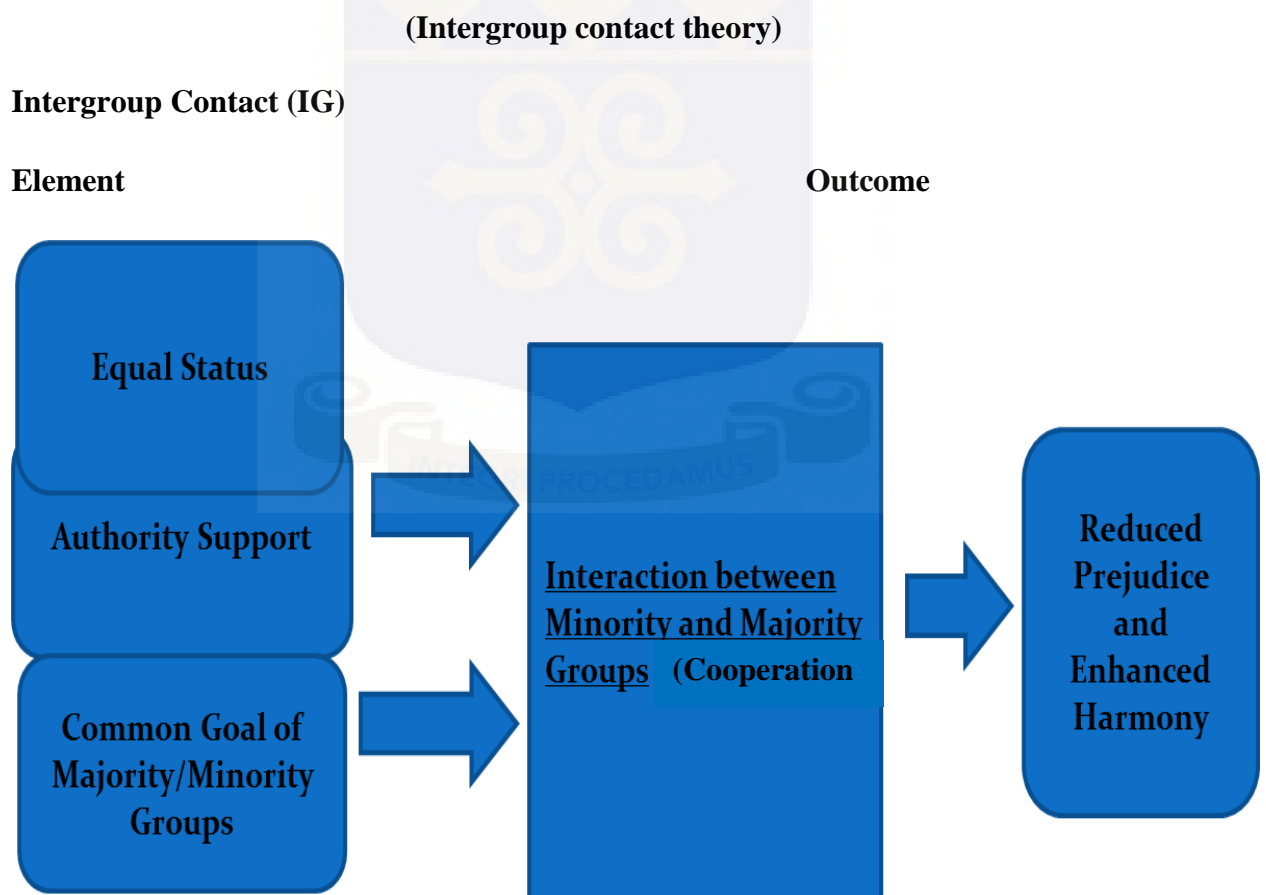 (Intergroup contact theory)
Intergroup Contact (IG)
Element
Outcome
Equal Status
Authority Support
Common Goal of
Majority/Minority
Groups
Interaction between
Minority and Majority
Groups (Cooperation
Reduced
Prejudice
and
Enhanced
Harmony
PROCEDAMUS